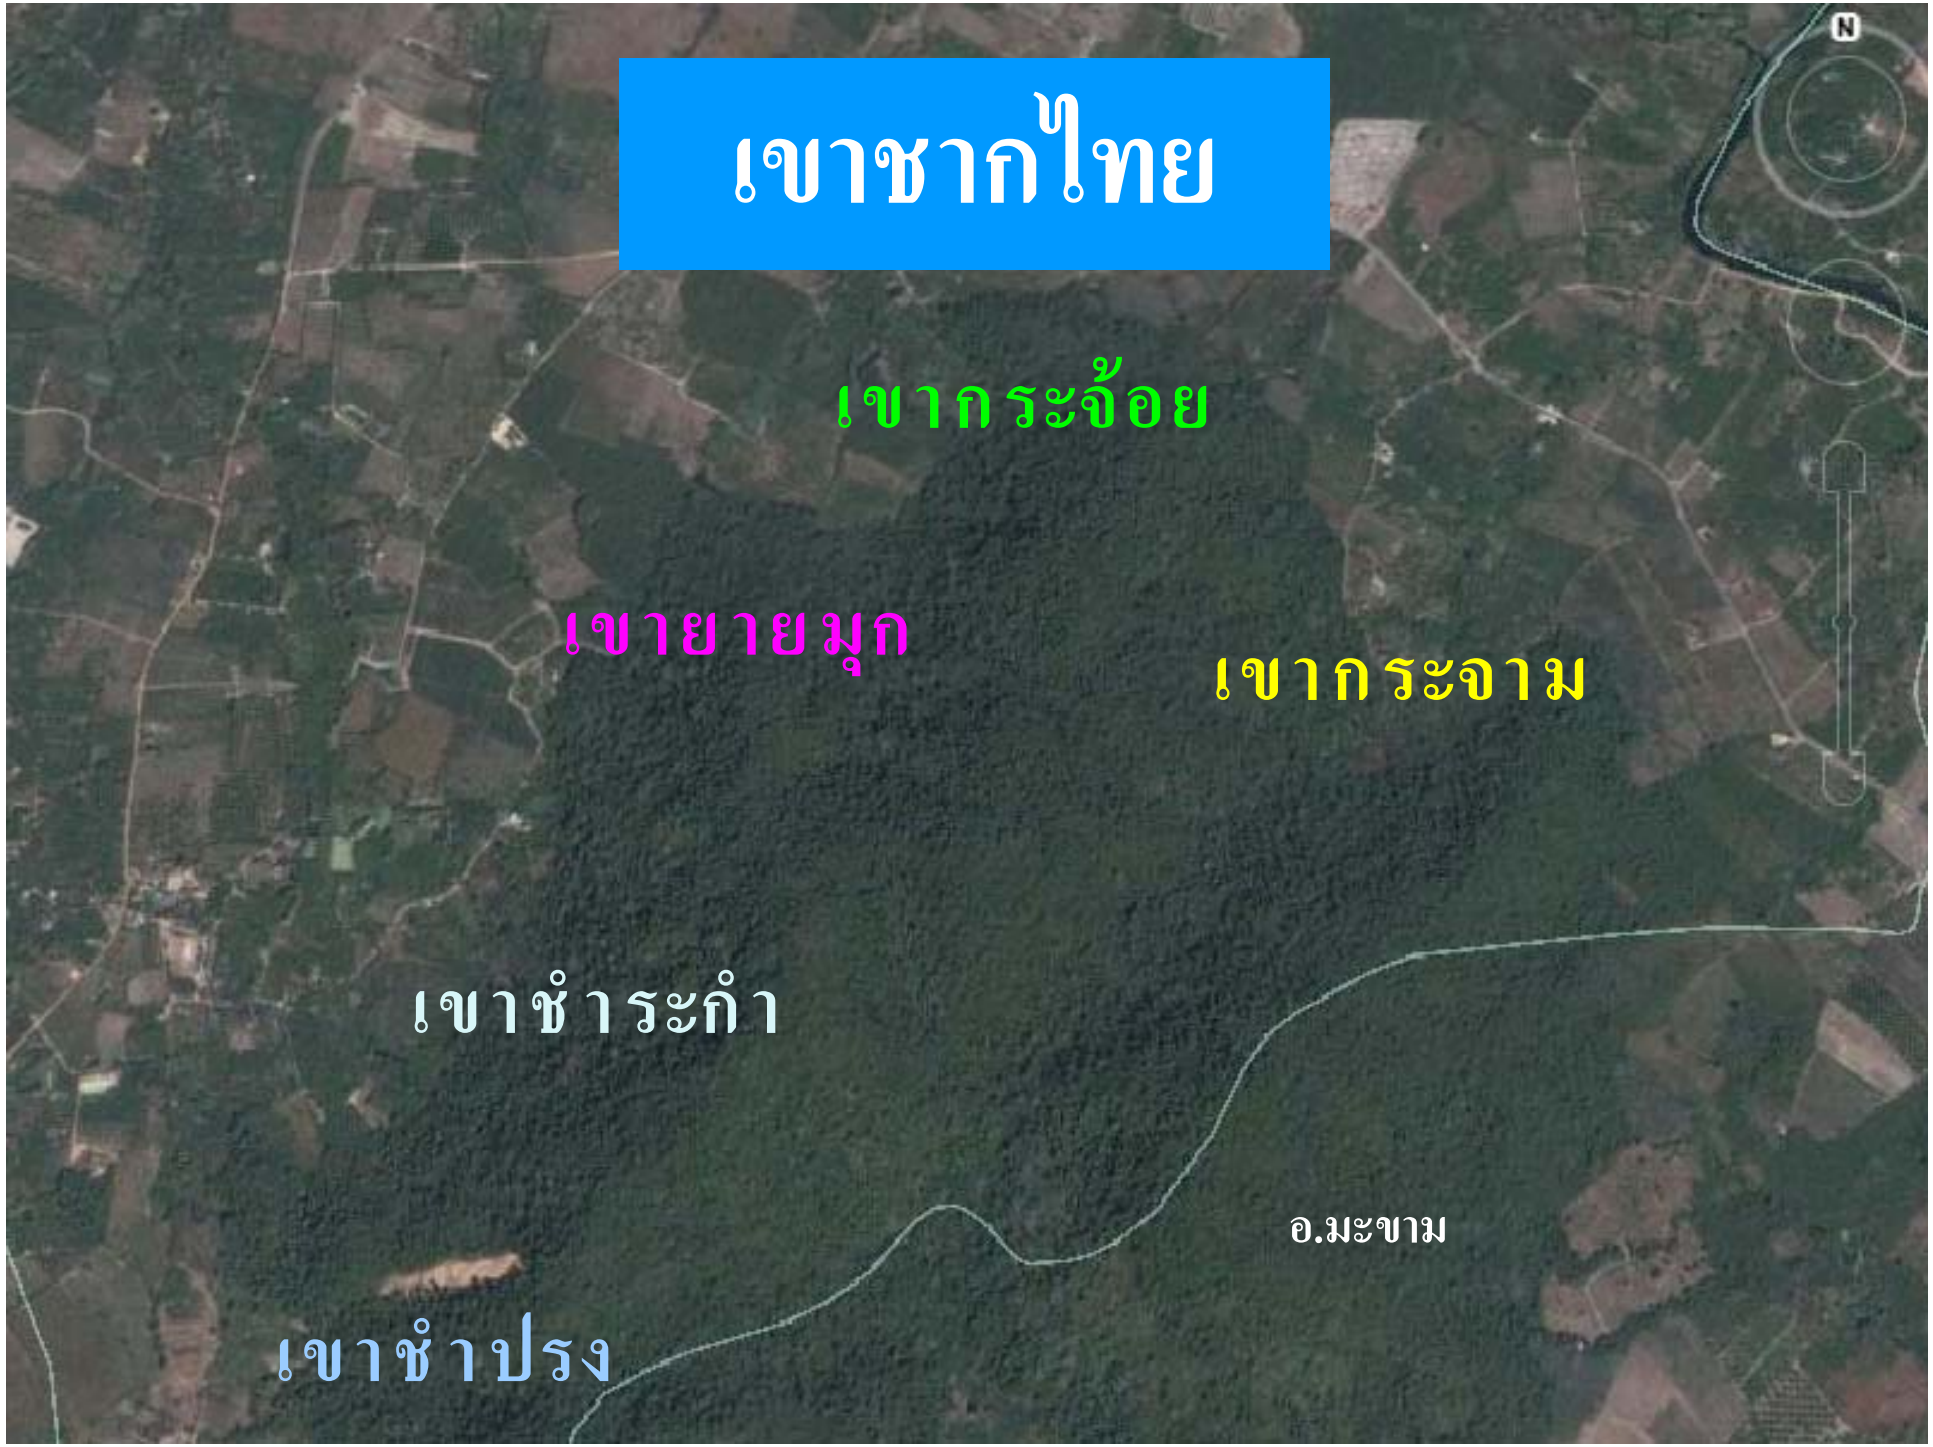 N
เขาชากไทย
เขากระจ้อย
เขายายมุก
เขากระจาม
เขาชำระกำ
อ.มะขาม
เขาชำปรง